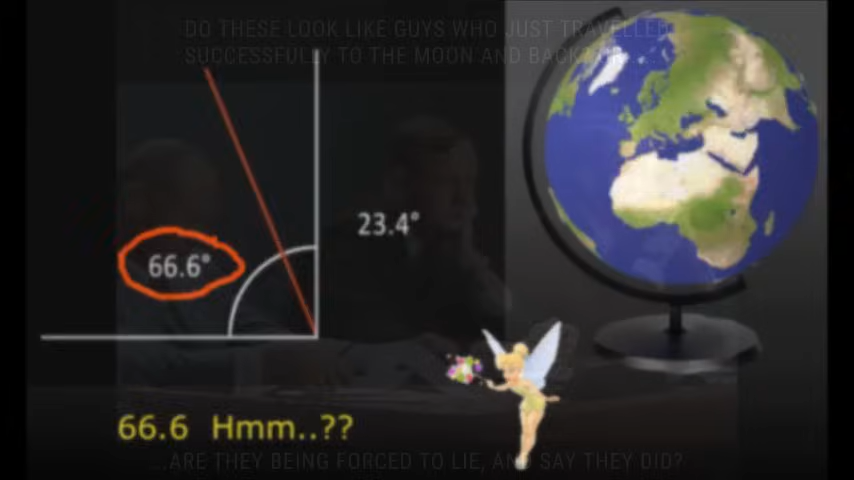 DO THESE LOOK LIKE GUYS WHO JUST TRAVELLED
SUCCESSFULLY TO THE MOON AND BACK
23.4°
66.6°
66.6 Hmm..??
...ARE THEY BEING FORCED TO LIE, AND SAY THEY DID?